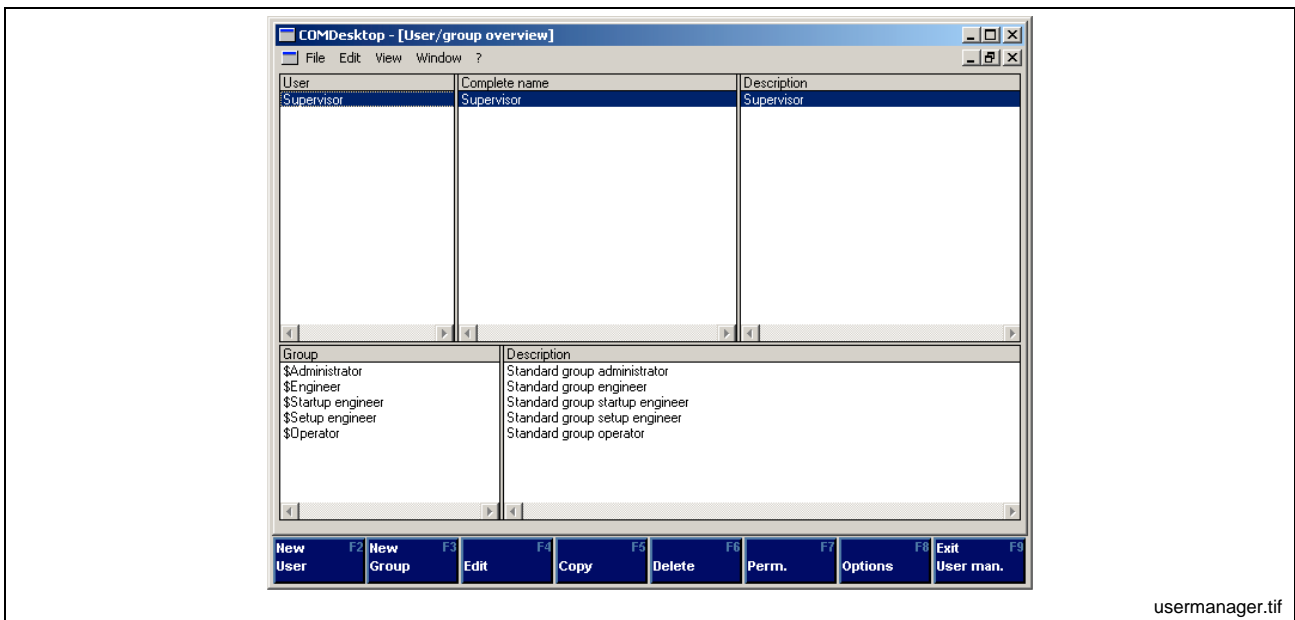 COMDesktop - [User/group overview]
File Edit View Window ?
User Complete name Description
Supervisor Supervisor Supervisor
Group Description
$Administrator Standard group administrator
$Engineer Standard group engineer
$Startup engineer Standard group startup engineer
$Setup engineer Standard group setup engineer
$Operator Standard group operator
New F2 New F3 F4 F5 F6 F7 F8 Exit F9
User Group Edit Copy Delete Perm. Options User man.
usermanager.tif